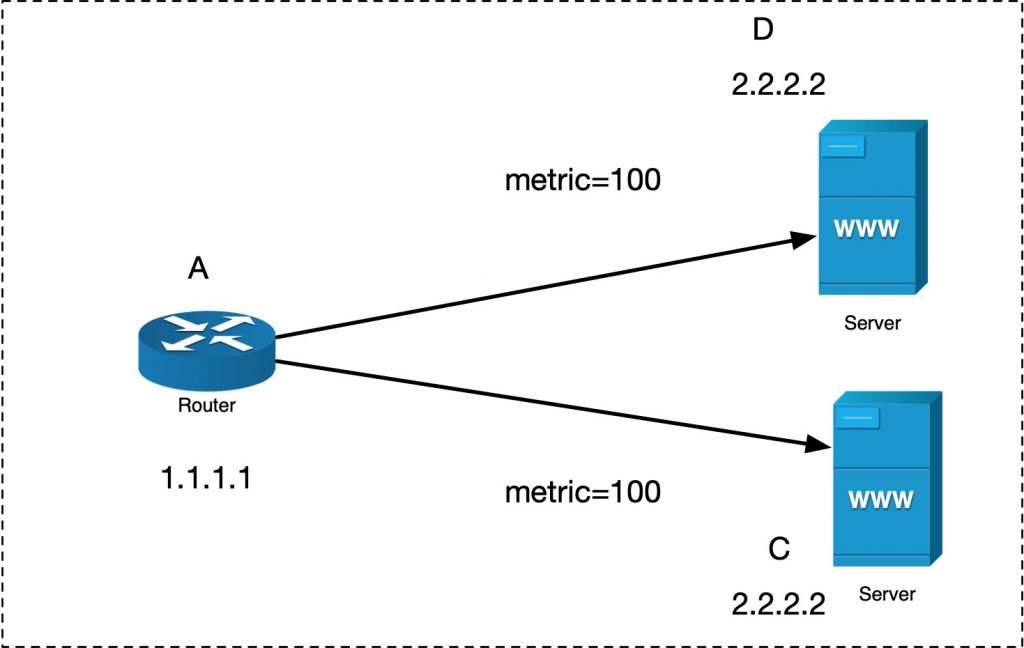 D
2.2.2.2
metric=100
WWW
A
Server
Router
1.1.1.1
metric=100
WWW
C
2.2.2.2
Server